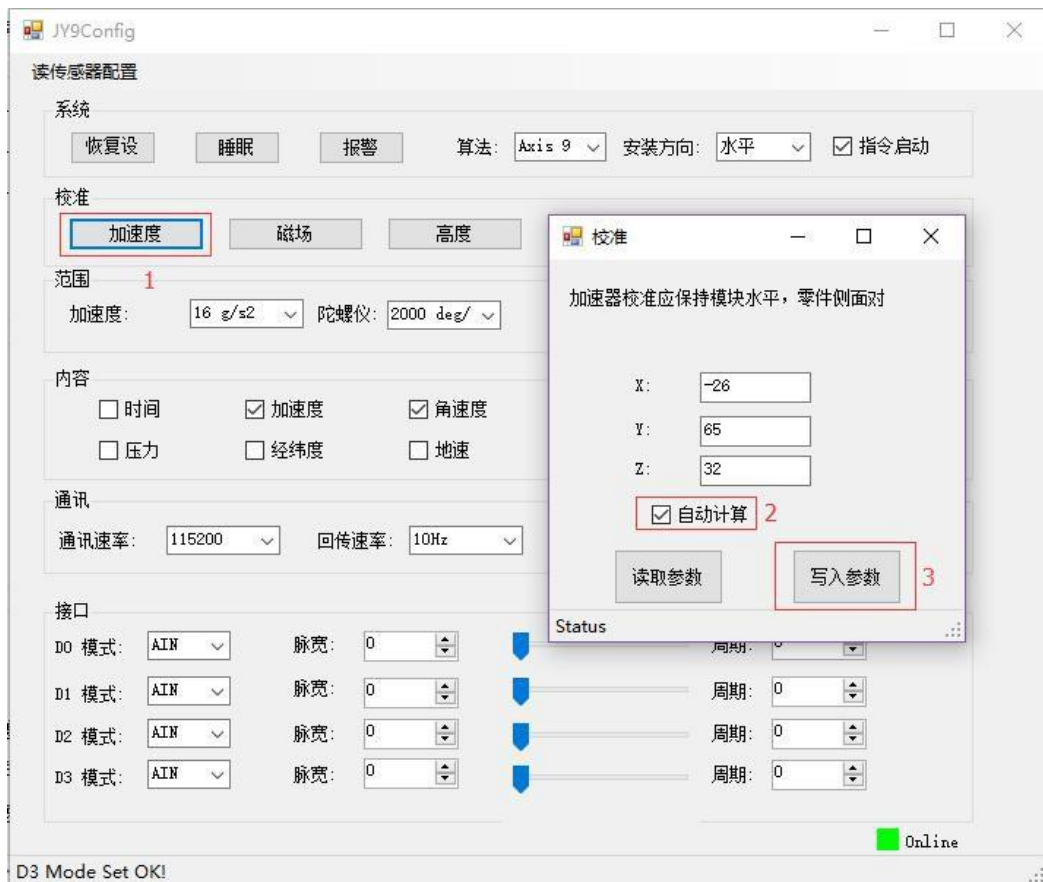 JY9Config
读传感器配置
系统
恢复设 睡眠 报警 算法: Axis 9 安装方向: 水平 指令启动
校准
加速度 磁场 高度
1
范围
加速度: 16 g/s2 陀螺仪: 2000 deg/
内容
时间 加速度 角速度
压力 经纬度 地速
通讯
通讯速率: 115200 回传速率: 10Hz
接口
D0 模式: AIN 脉宽: 0 周期: 0
D1 模式: AIN 脉宽: 0 周期: 0
D2 模式: AIN 脉宽: 0 周期: 0
D3 模式: AIN 脉宽: 0 周期: 0
Online
D3 Mode Set OK!
校准
加速器校准应保持模块水平，零件侧面对
X: -26
Y: 65
Z: 32
自动计算 2
读取参数 写入参数 3
Status